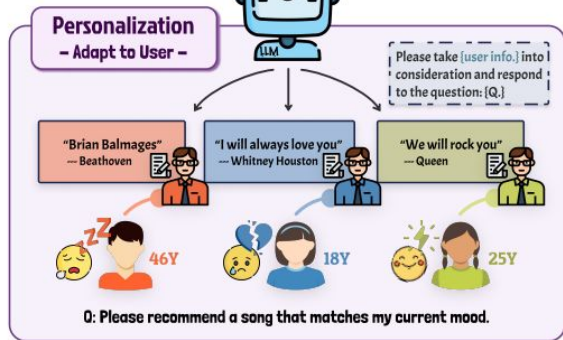 Personalization
– Adapt to User –
LLM
Please take [user info.] into
consideration and respond
to the question: {Q.}
“Brian Balmages”
--- Beathoven
“I will always love you”
--- Whitney Houston
“We will rock you”
--- Queen
zzz
46Y
18Y
25Y
Q: Please recommend a song that matches my current mood.